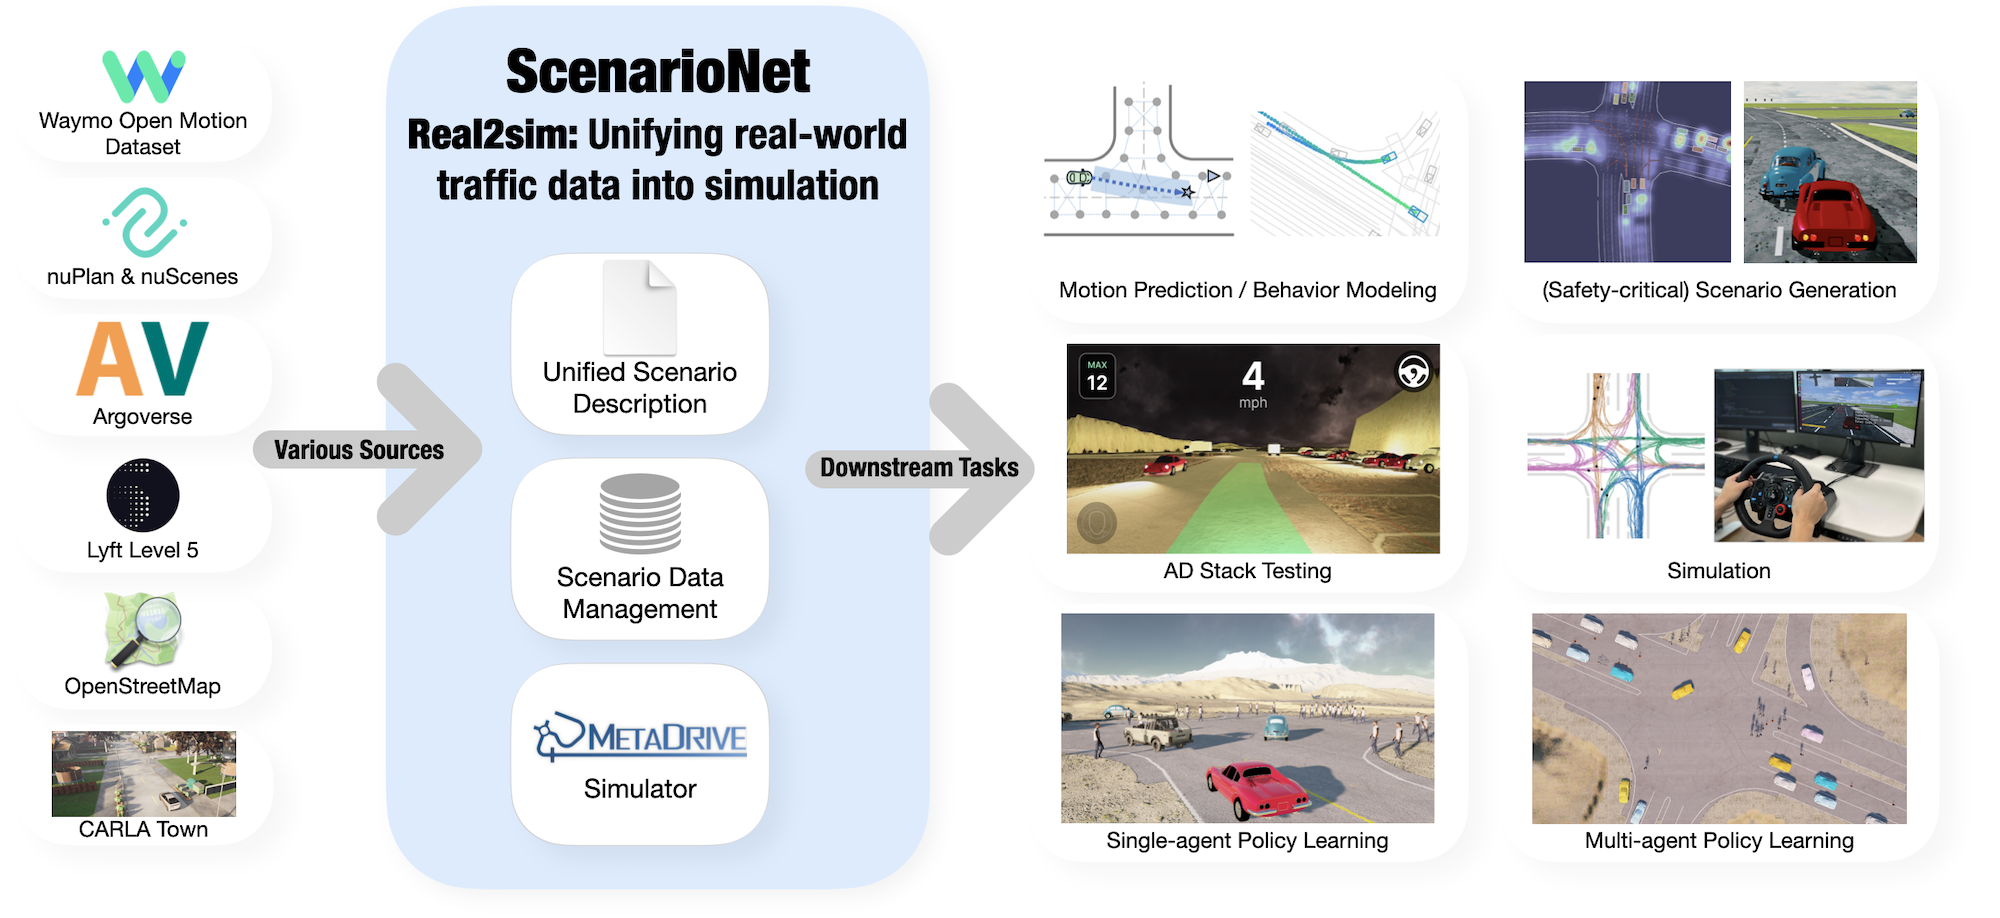 Waymo Open Motion
Dataset
nuPlan & nuScenes
AV
Argoverse
Lyft Level 5
OpenStreetMap
CARLA Town
Various Sources
ScenarioNet
Real2sim: Unifying real-world
traffic data into simulation
Unified Scenario
Description
Scenario Data
Management
METADRIVE
Simulator
Downstream Tasks
Motion Prediction / Behavior Modeling
(Safety-critical) Scenario Generation
MAX
12
4
mph
AD Stack Testing
Simulation
Single-agent Policy Learning
Multi-agent Policy Learning